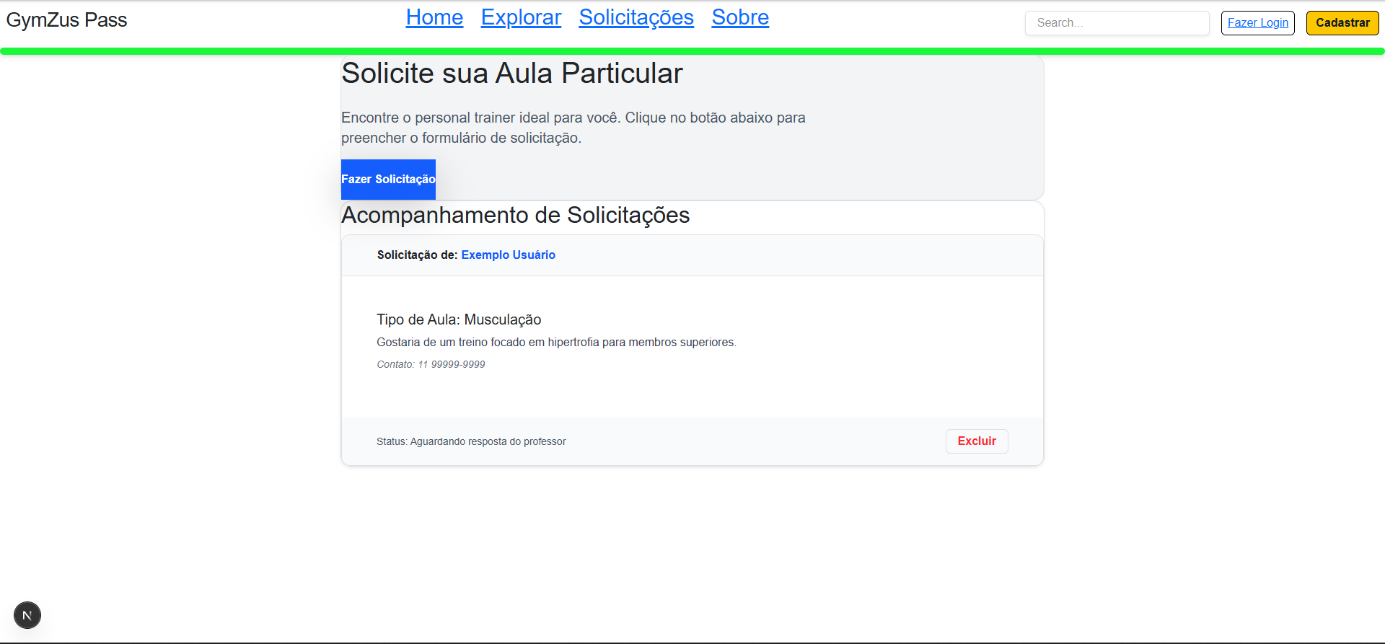 GymZus Pass
Home Explorar Solicitações Sobre
Search...
Fazer Login
Cadastrar
Solicite sua Aula Particular
Encontre o personal trainer ideal para você. Clique no botão abaixo para
preencher o formulário de solicitação.
Fazer Solicitação
Acompanhamento de Solicitações
Solicitação de: Exemplo Usuário
Tipo de Aula: Musculação
Gostaria de um treino focado em hipertrofia para membros superiores.
Contato: 11 99999-9999
Status: Aguardando resposta do professor
Excluir
N